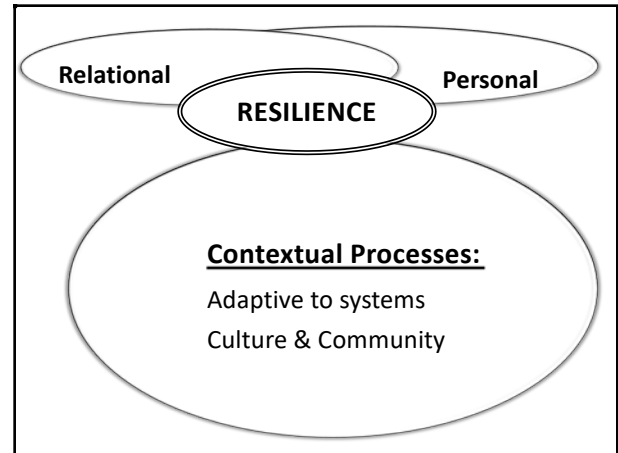 Relational
Personal
RESILIENCE
Contextual Processes:
Adaptive to systems
Culture & Community